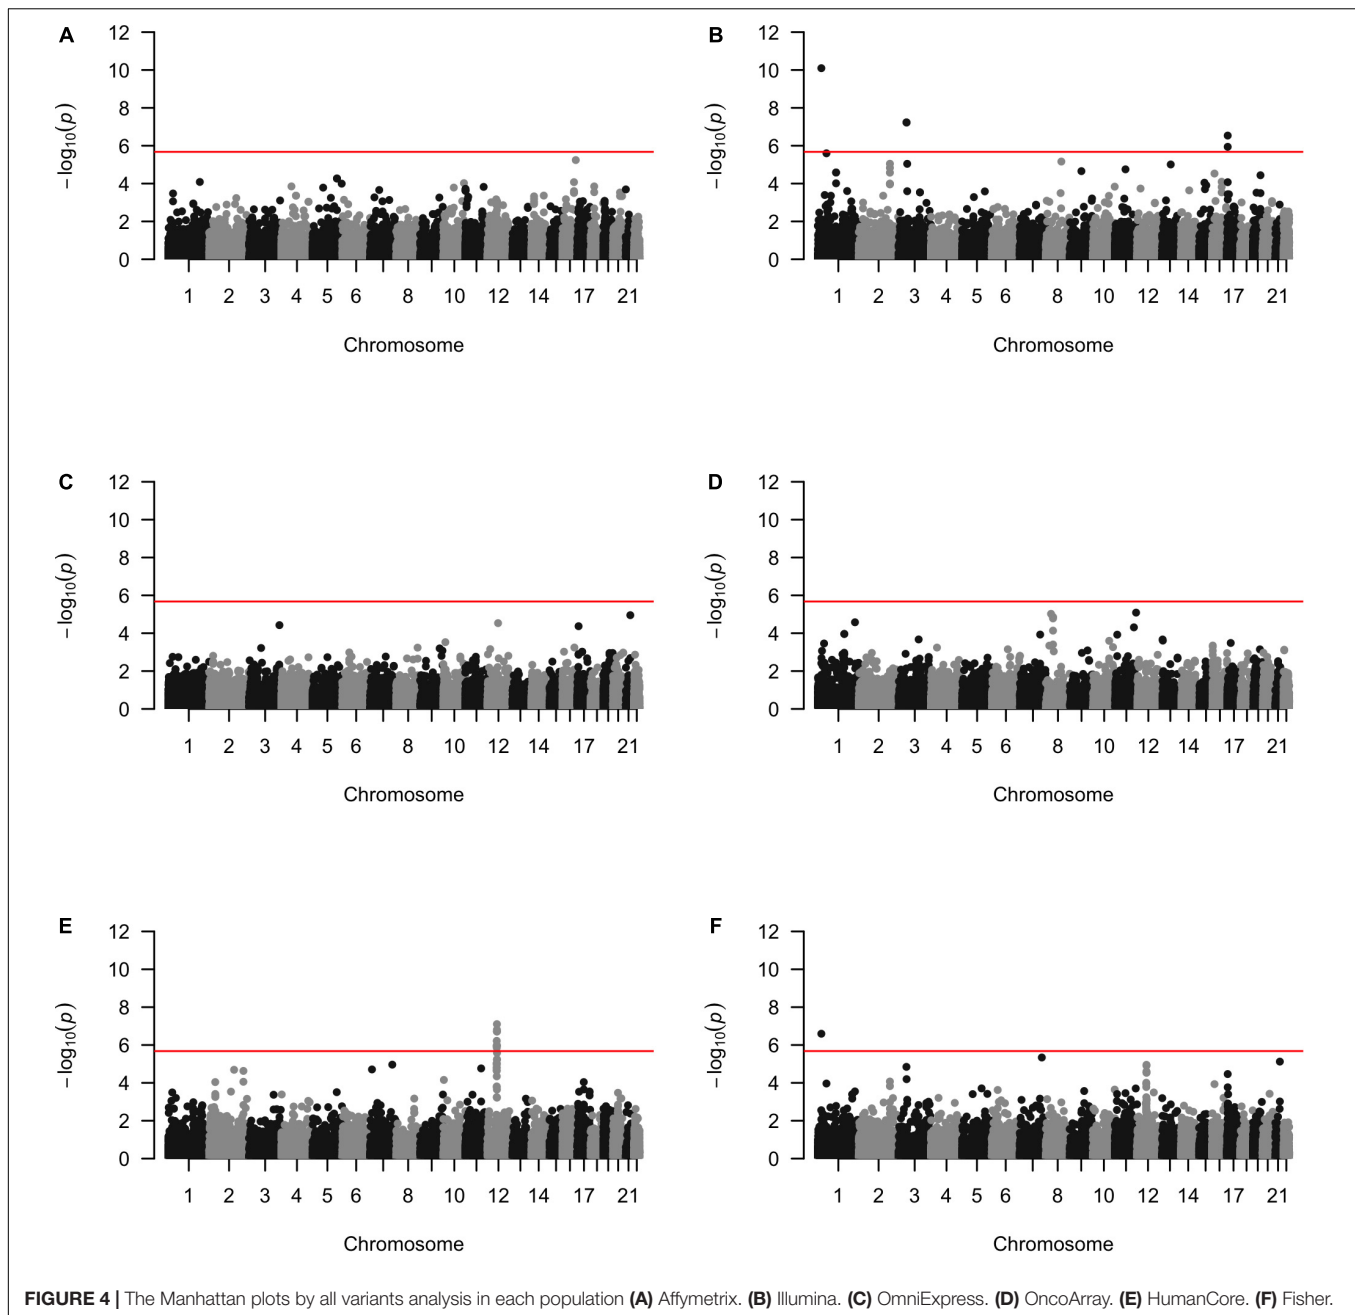 A
12
10
8
6
4
2
0
−log10(p)
1 2 3 4 5 6 8 10 12 14 17 21
Chromosome
B
12
10
8
6
4
2
0
−log10(p)
1 2 3 4 5 6 8 10 12 14 17 21
Chromosome
C
12
10
8
6
4
2
0
−log10(p)
1 2 3 4 5 6 8 10 12 14 17 21
Chromosome
D
12
10
8
6
4
2
0
−log10(p)
1 2 3 4 5 6 8 10 12 14 17 21
Chromosome
E
12
10
8
6
4
2
0
−log10(p)
1 2 3 4 5 6 8 10 12 14 17 21
Chromosome
F
12
10
8
6
4
2
0
−log10(p)
1 2 3 4 5 6 8 10 12 14 17 21
Chromosome
FIGURE 4 | The Manhattan plots by all variants analysis in each population (A) Affymetrix. (B) Illumina. (C) OmniExpress. (D) OncoArray. (E) HumanCore. (F) Fisher.